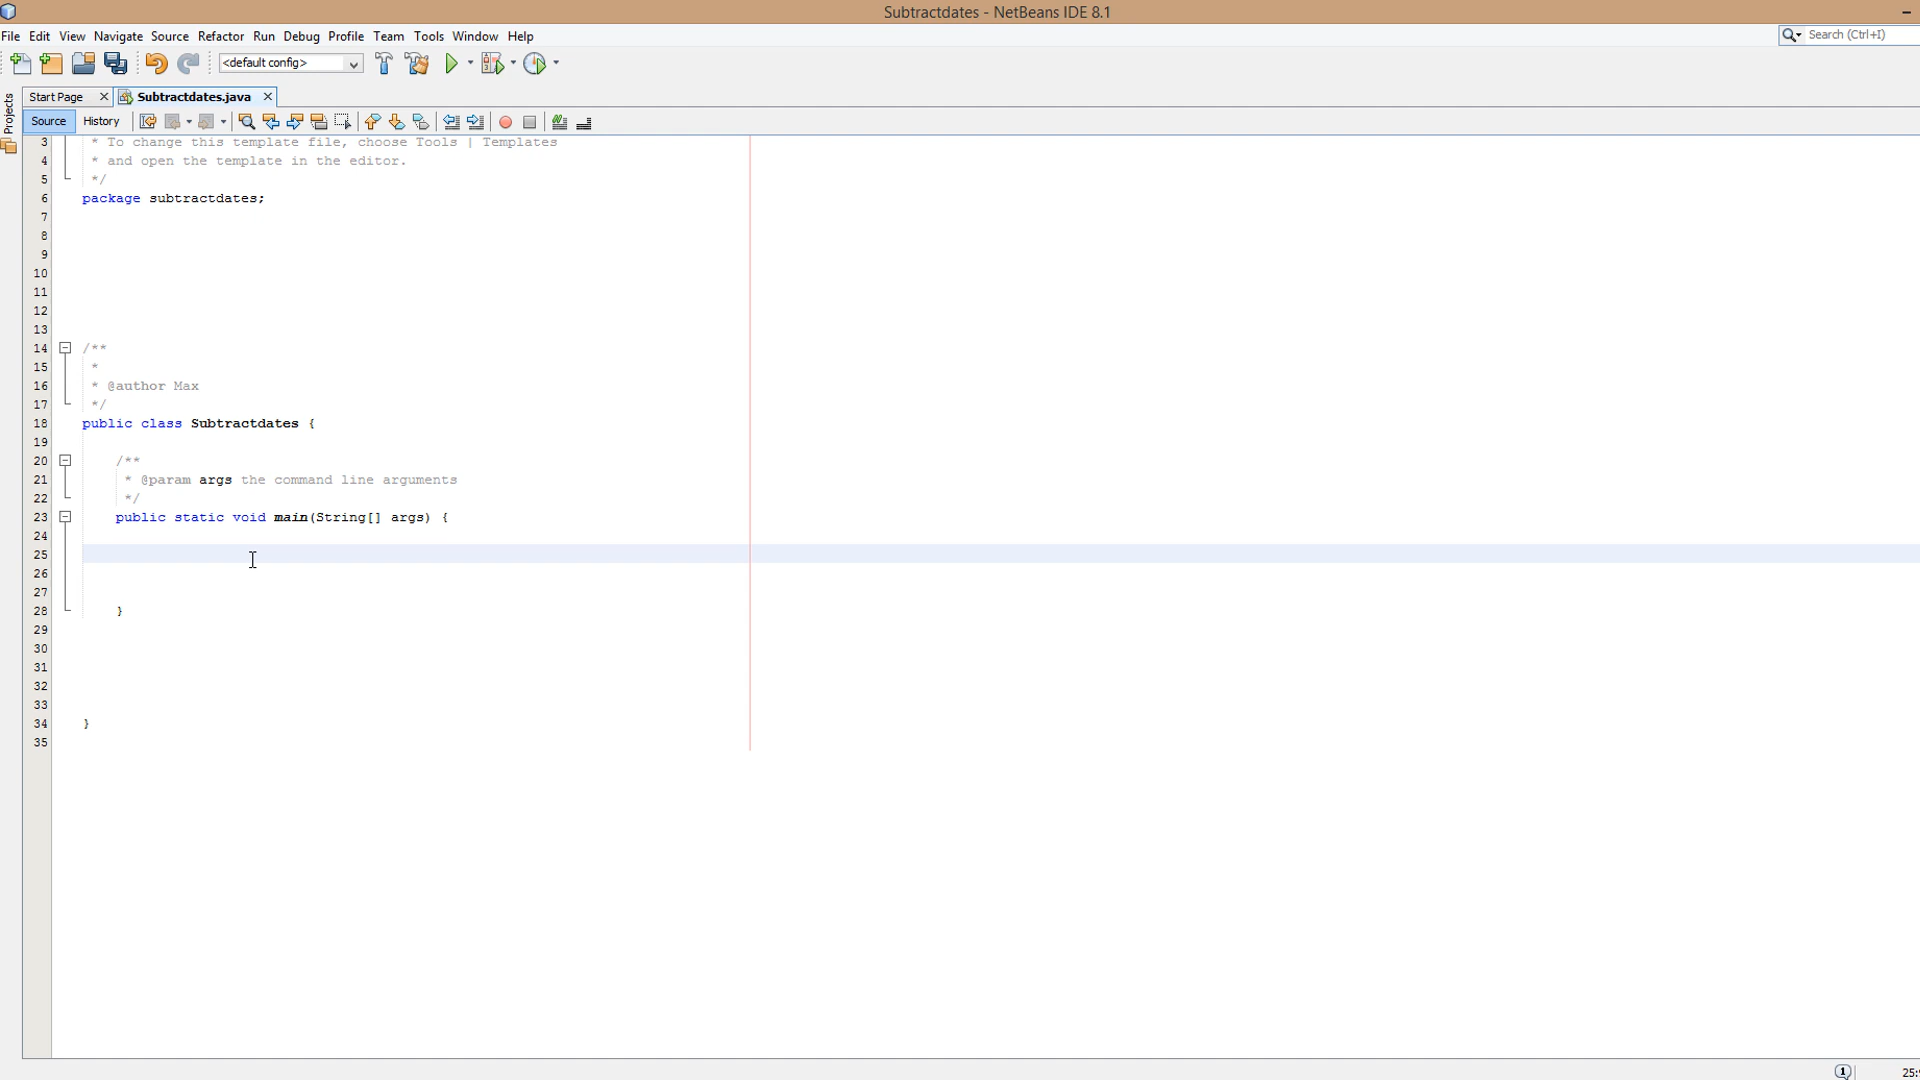 Subtractdates - NetBeans IDE 8.1
File Edit View Navigate Source Refactor Run Debug Profile Team Tools Window Help
Search (Ctrl+I)
<default config>
Projects
Start Page Subtractdates.java
Source History
3 * To change this template file, choose Tools | Templates
4 * and open the template in the editor.
5 */
6 package subtractdates;
7
8
9
10
11
12
13
14 /**
15 *
16 * @author Max
17 */
18 public class Subtractdates {
19
20 /**
21 * @param args the command line arguments
22 */
23 public static void main(String[] args) {
24
25
26
27
28 }
29
30
31
32
33
34 }
35
1
25: